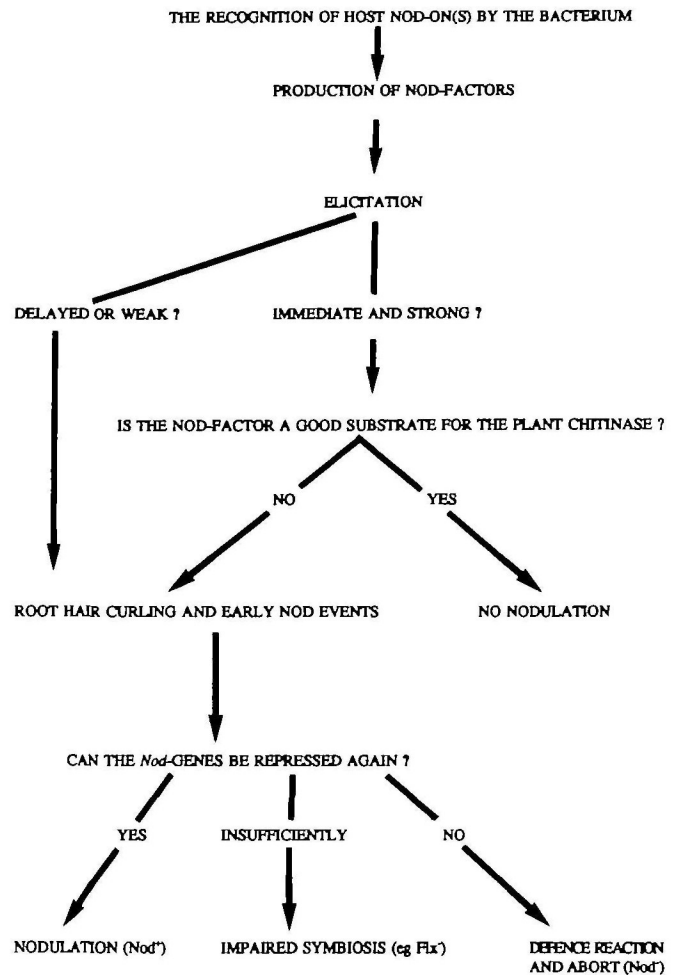 THE RECOGNITION OF HOST NOD-ON(S) BY THE BACTERIUM
PRODUCTION OF NOD-FACTORS
ELICITATION
DELAYED OR WEAK ?
IMMEDIATE AND STRONG ?
IS THE NOD-FACTOR A GOOD SUBSTRATE FOR THE PLANT CHITINASE ?
NO
YES
ROOT HAIR CURLING AND EARLY NOD EVENTS
NO NODULATION
CAN THE Nod-GENES BE REPRESSED AGAIN ?
YES
INSUFFICIENTLY
NO
NODULATION (Nod⁺)
IMPAIRED SYMBIOSIS (eg Fix⁻)
DEFENCE REACTION
AND ABORT (Nod⁻)